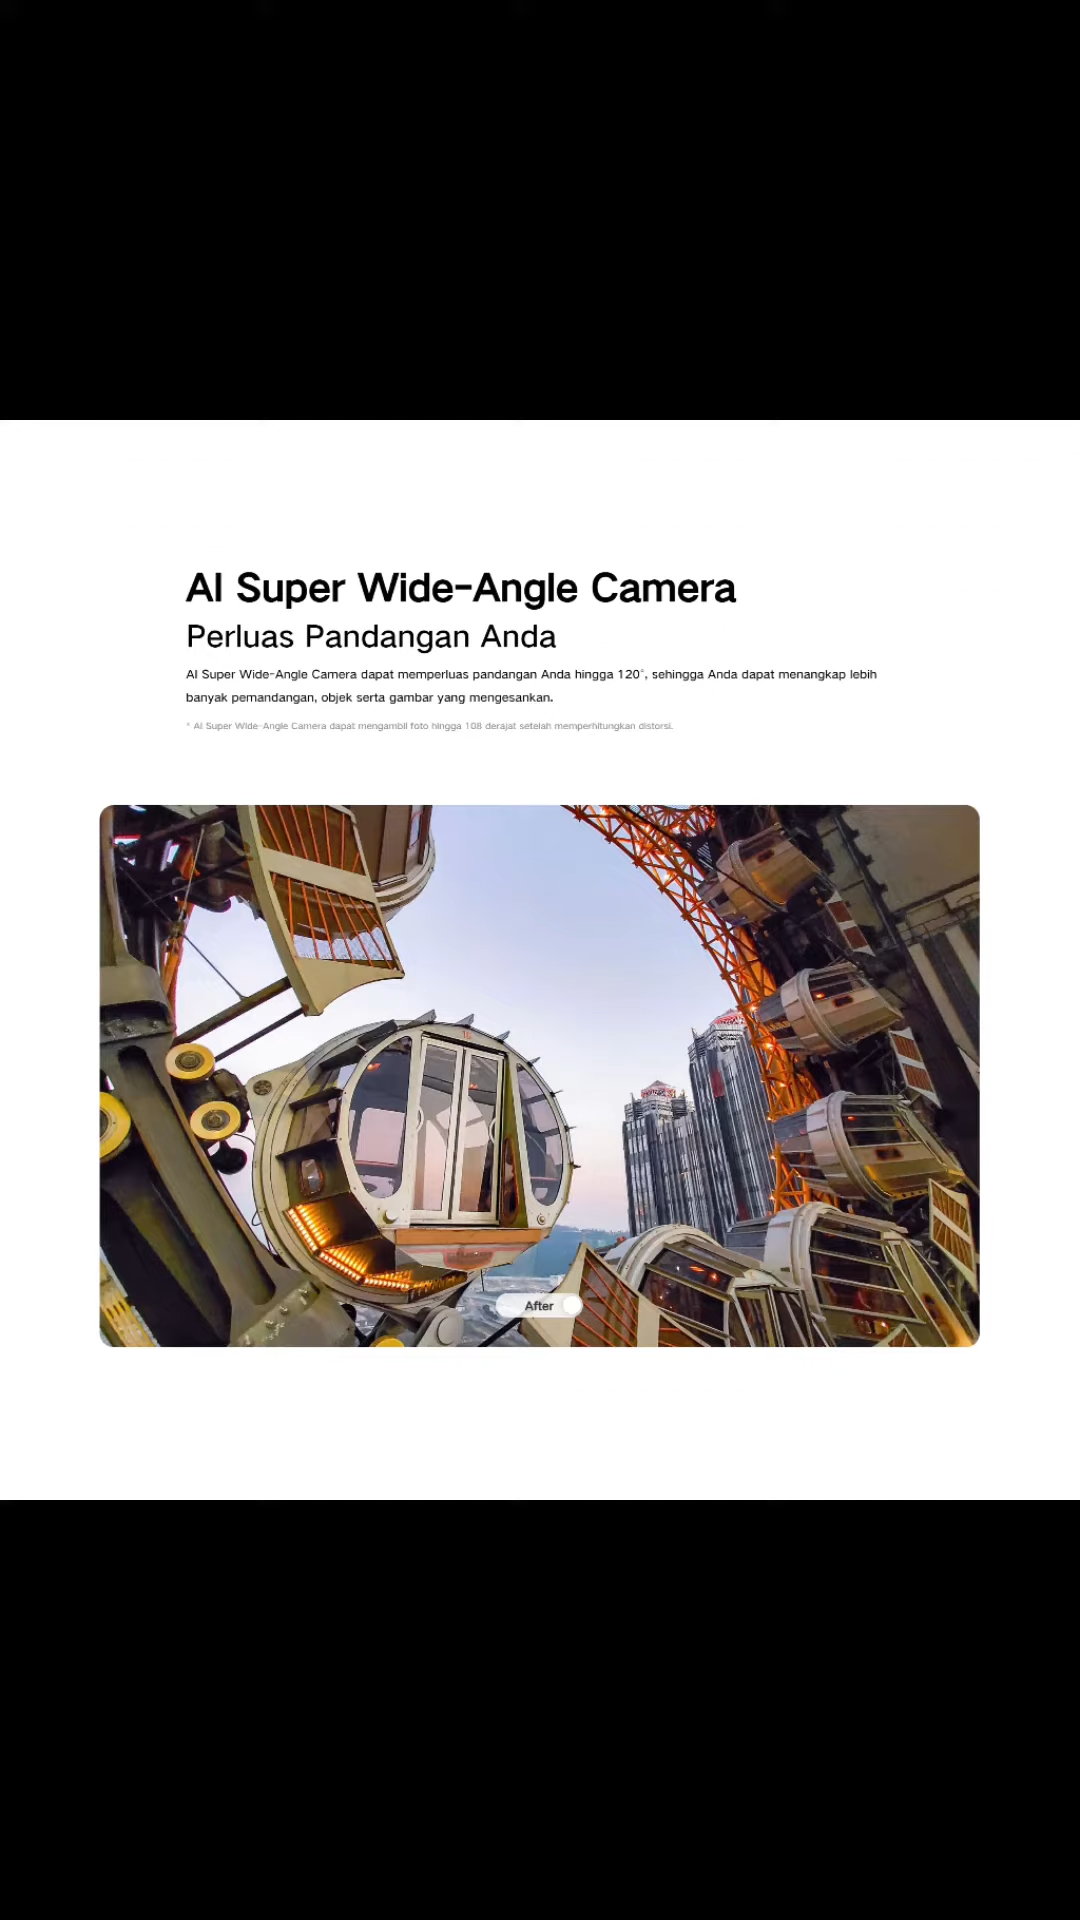 AI Super Wide-Angle Camera
Perluas Pandangan Anda
AI Super Wide-Angle Camera dapat memperluas pandangan Anda hingga 120°, sehingga Anda dapat menangkap lebih
banyak pemandangan, objek serta gambar yang mengesankan.
* AI Super Wide-Angle Camera dapat mengambil foto hingga 108 derajat setelah memperhitungkan distorsi.
After